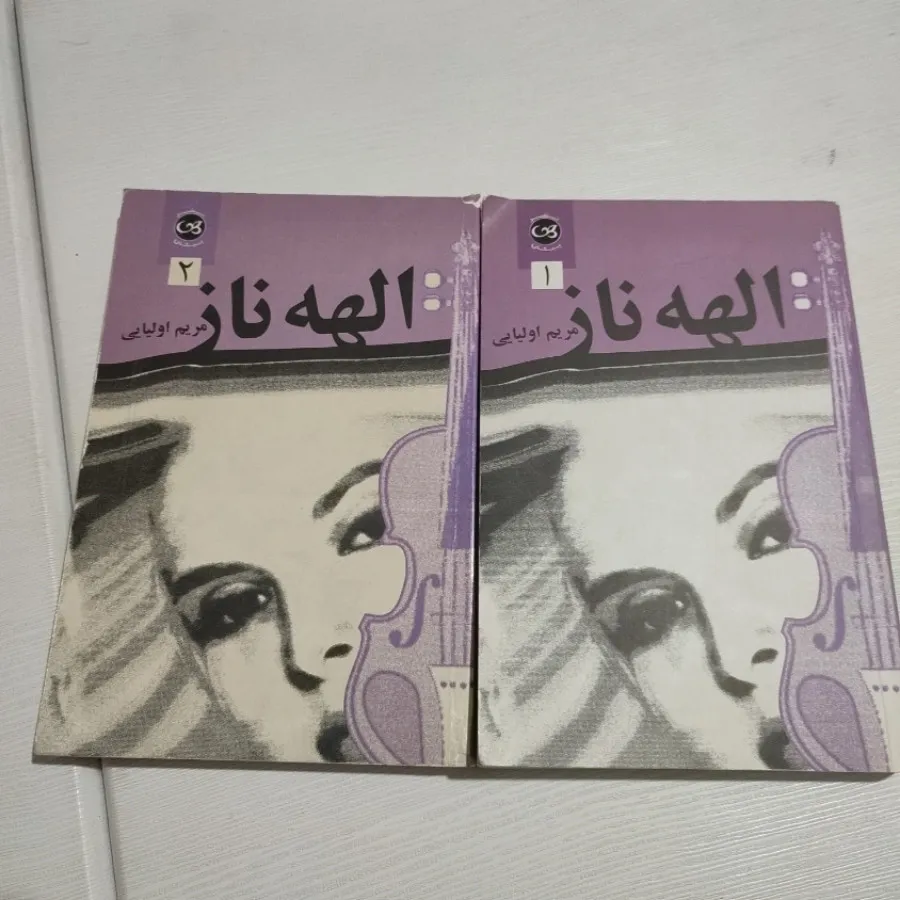 ۱
الهه ناز
مریم اولیایی
۲
الهه ناز
مریم اولیایی